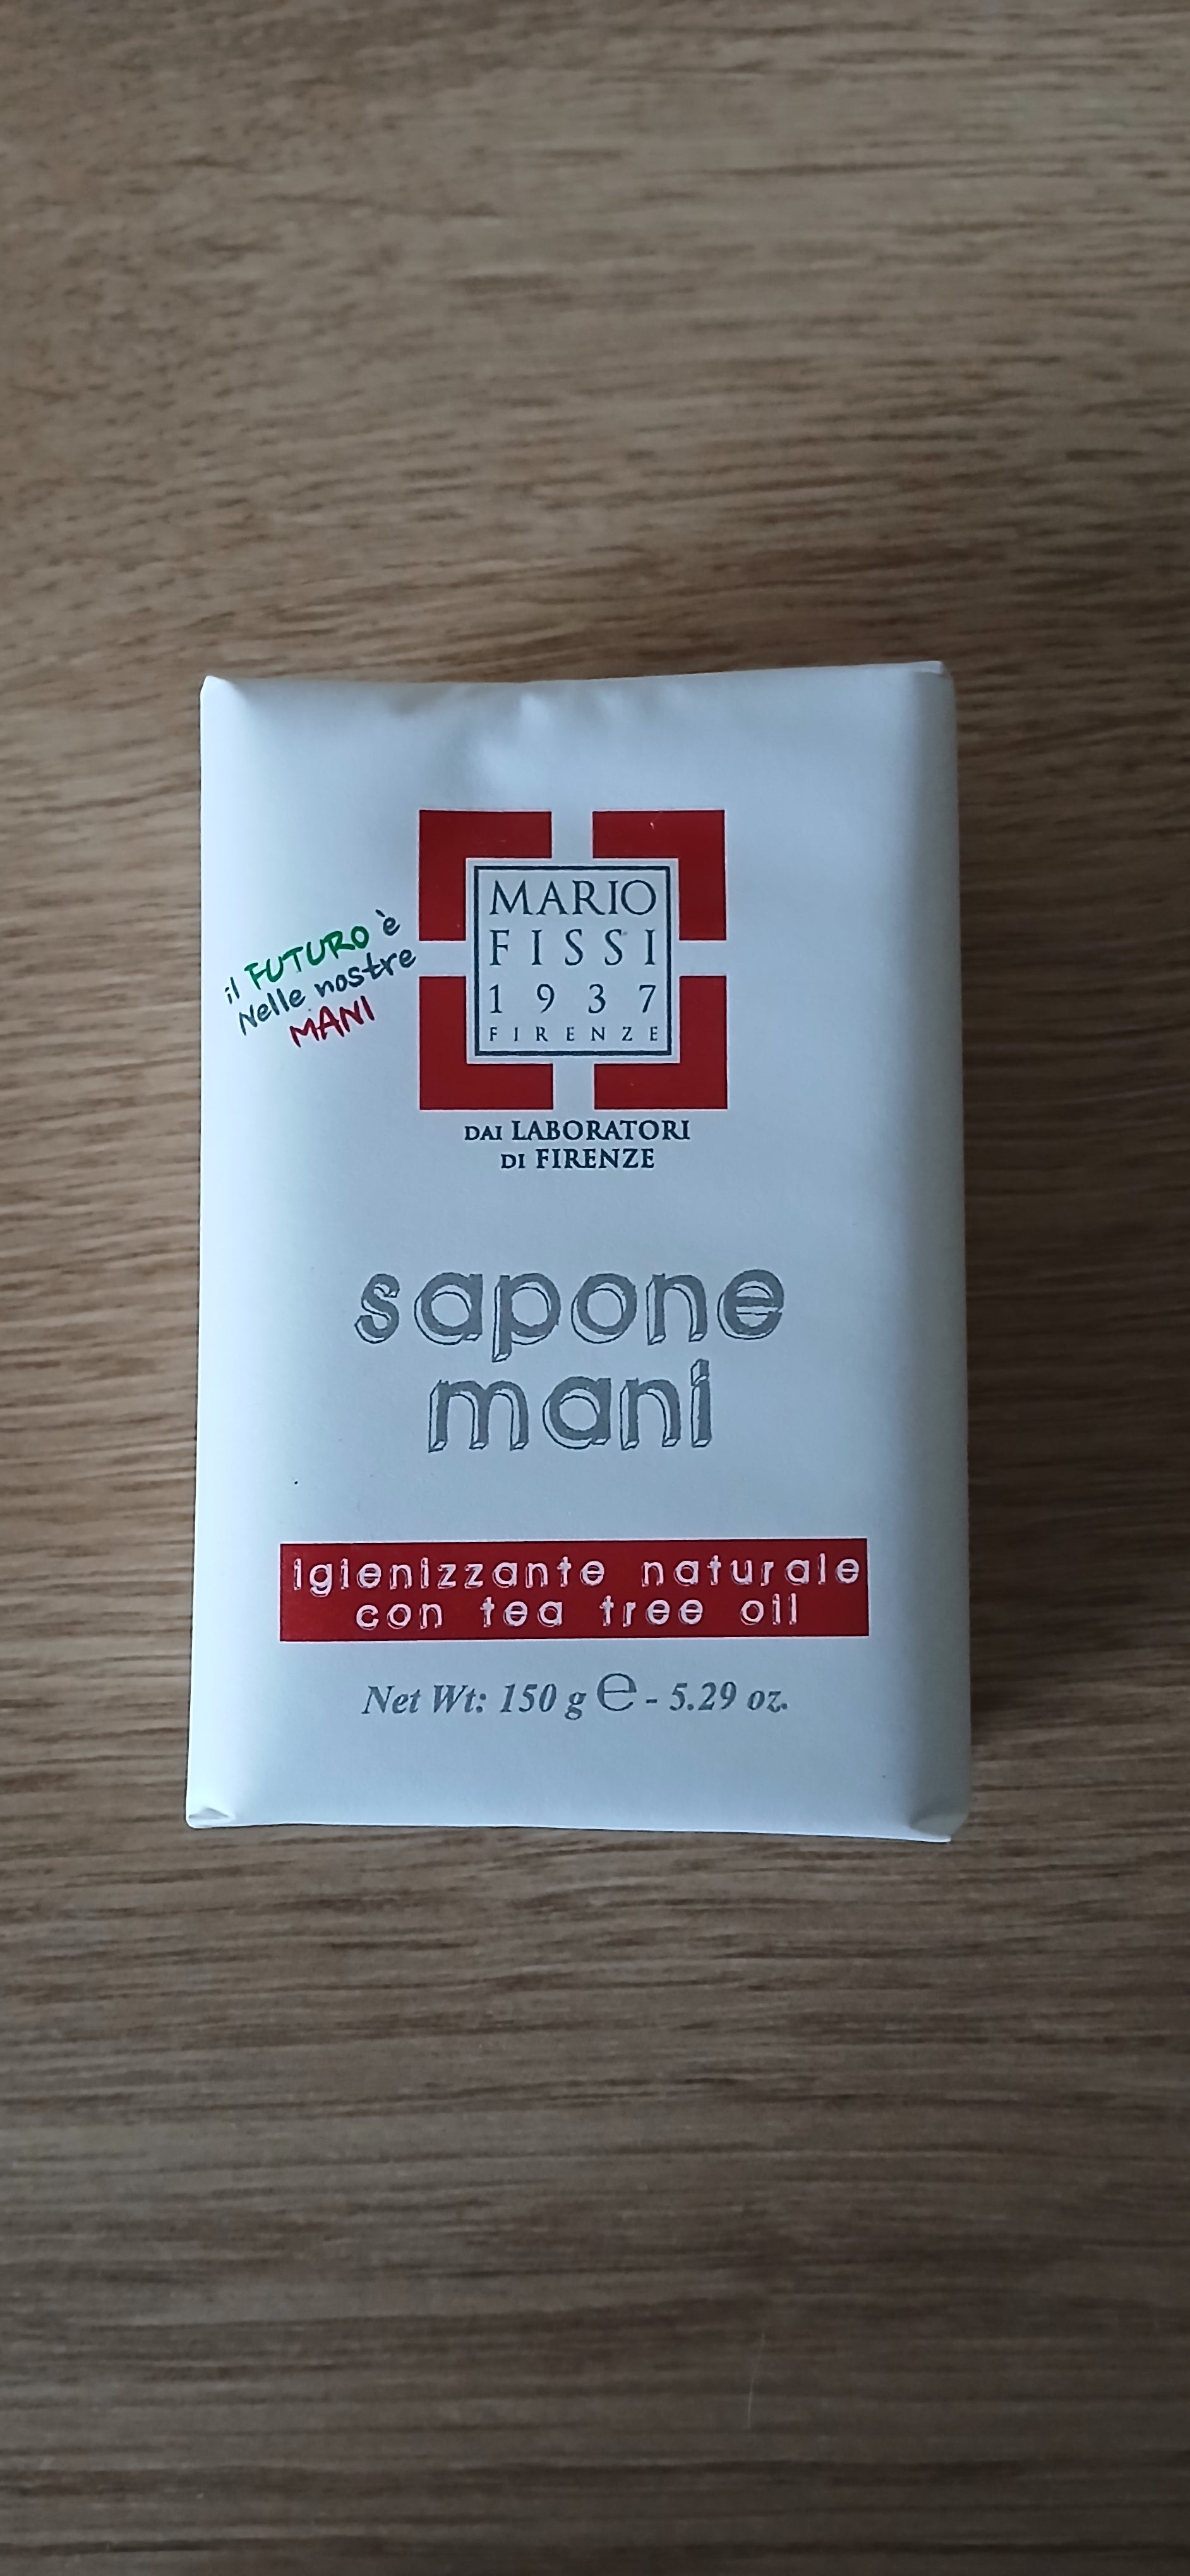 il FUTURO è
Nelle nostre
MANI
MARIO
FISSI
1937
FIRENZE
DAI LABORATORI
DI FIRENZE
sapone
mani
igienizzante naturale
con tea tree oil
Net Wt: 150 g ℮ - 5.29 oz.